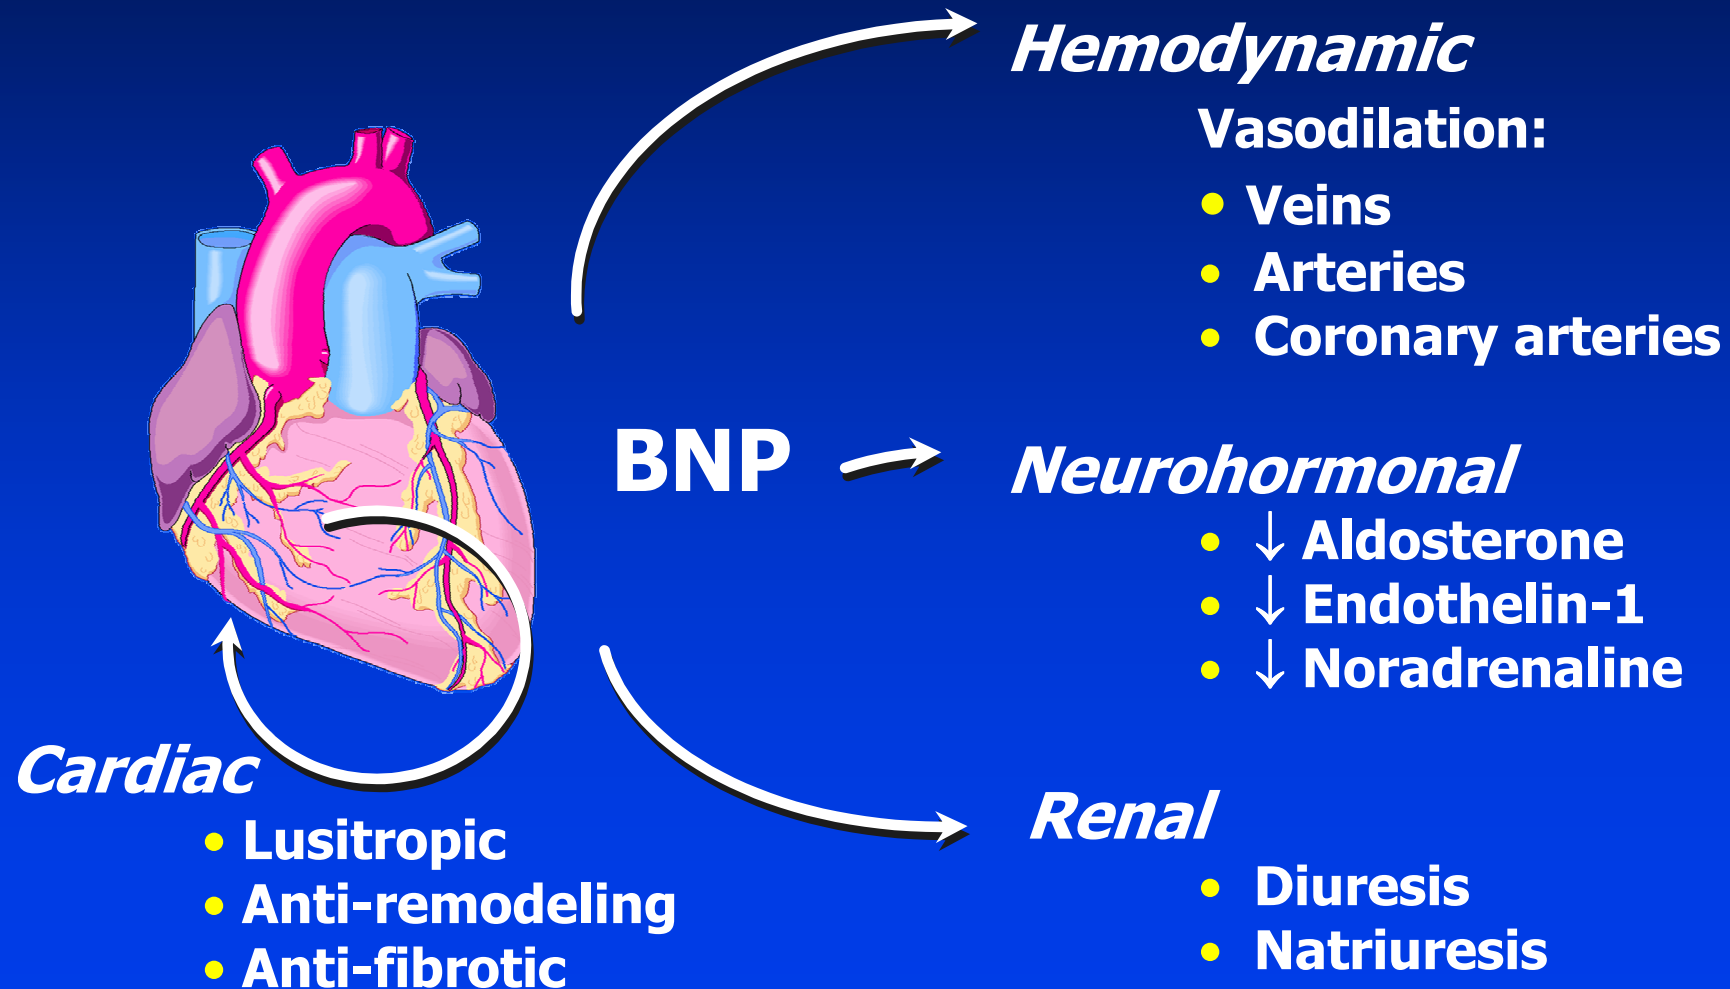 Hemodynamic
Vasodilation:
• Veins
• Arteries
• Coronary arteries
BNP
Neurohormonal
• ↓ Aldosterone
• ↓ Endothelin-1
• ↓ Noradrenaline
Cardiac
• Lusitropic
• Anti-remodeling
• Anti-fibrotic
Renal
• Diuresis
• Natriuresis